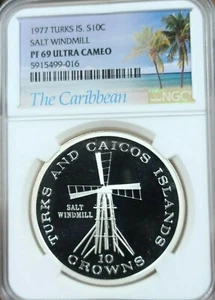 1977 TURKS IS. S10C
SALT WINDMILL
PF 69 ULTRA CAMEO
5915499-016
NGC
The Caribbean
TURKS AND CAICOS ISLANDS
SALT
WINDMILL
10
CROWNS